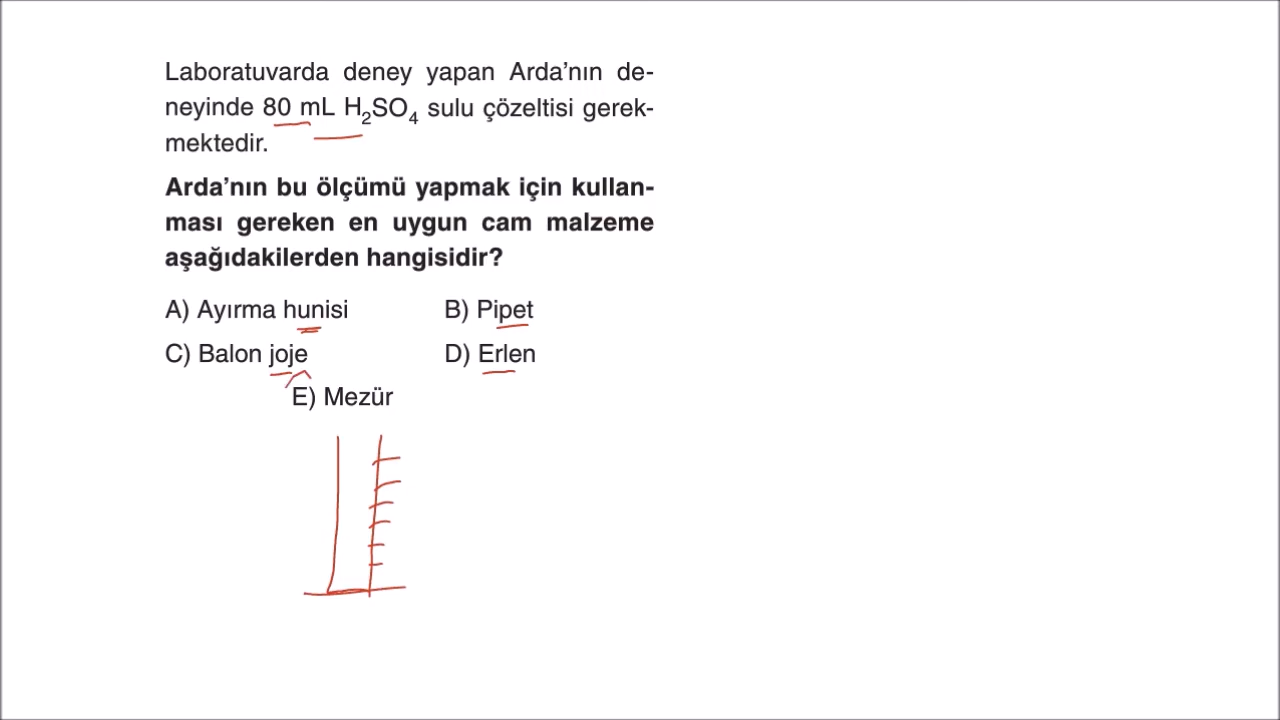 Laboratuvarda deney yapan Arda’nın de-
neyinde 80 mL H₂SO₄ sulu çözeltisi gerek-
mektedir.
Arda’nın bu ölçümü yapmak için kullan-
ması gereken en uygun cam malzeme
aşağıdakilerden hangisidir?
A) Ayırma hunisi B) Pipet
C) Balon joje D) Erlen
E) Mezür